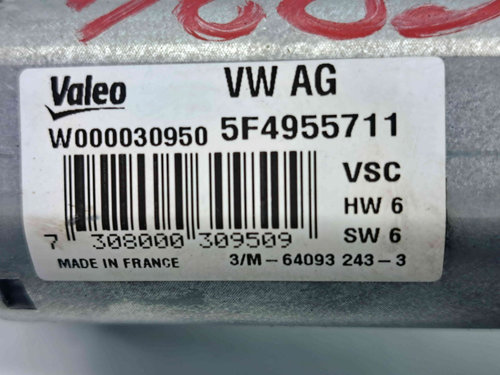 Valeo VW AG
W000030950 5F4955711
VSC
HW 6
7 308000 309509 SW 6
MADE IN FRANCE 3/M-64093 243-3